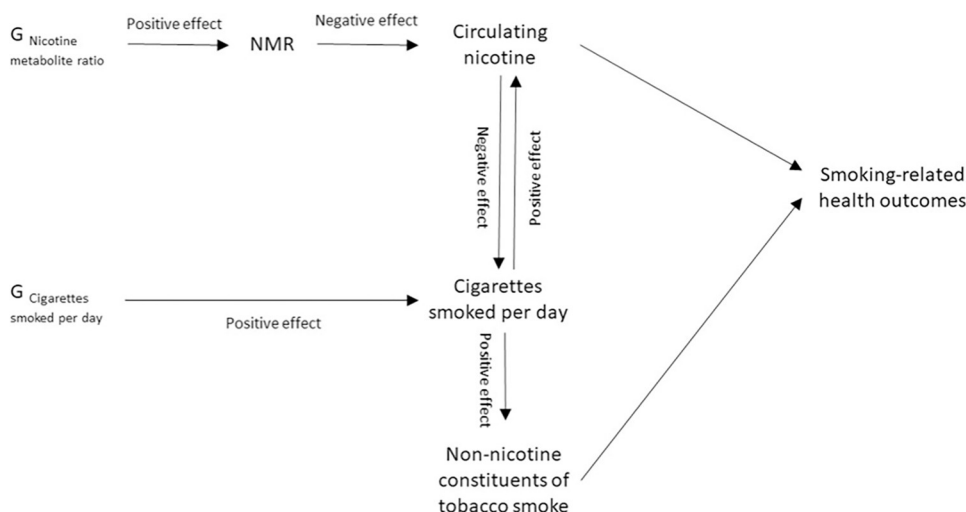 G Nicotine
metabolite ratio
Positive effect
NMR
Negative effect
Circulating
nicotine
Negative effect
Positive effect
Smoking-related
health outcomes
G Cigarettes
smoked per day
Positive effect
Cigarettes
smoked per day
Positive effect
Non-nicotine
constituents of
tobacco smoke